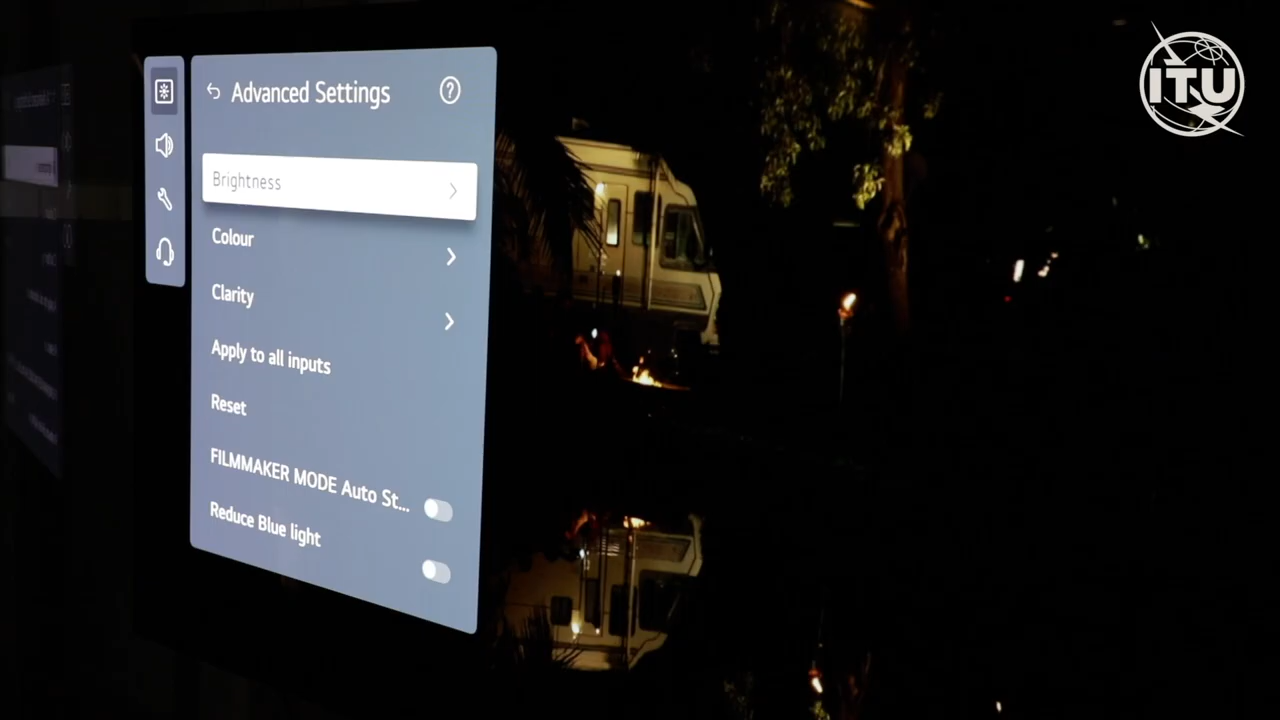 ITU
Advanced Settings
Brightness
Colour
Clarity
Apply to all inputs
Reset
FILMMAKER MODE Auto St...
Reduce Blue light